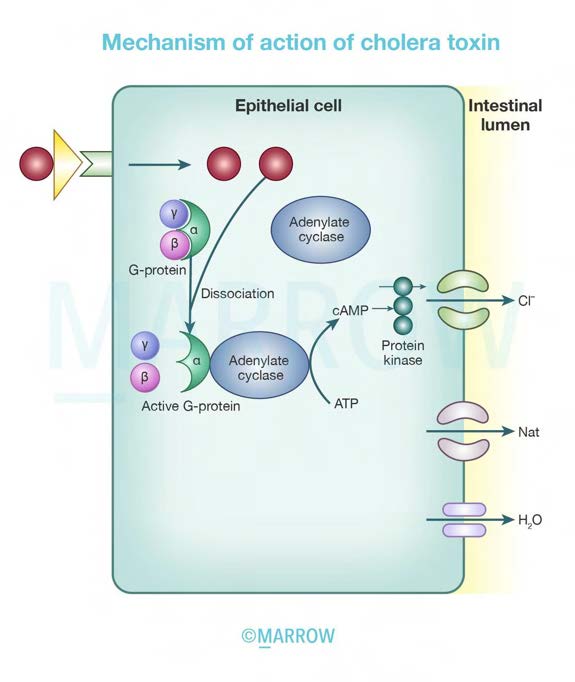 Mechanism of action of cholera toxin
Epithelial cell
Intestinal
lumen
γ
α
β
G-protein
Adenylate
cyclase
Dissociation
cAMP
Protein
kinase
Cl⁻
γ
β
α
Adenylate
cyclase
Active G-protein
ATP
Nat
H₂O
MARROW
©MARROW